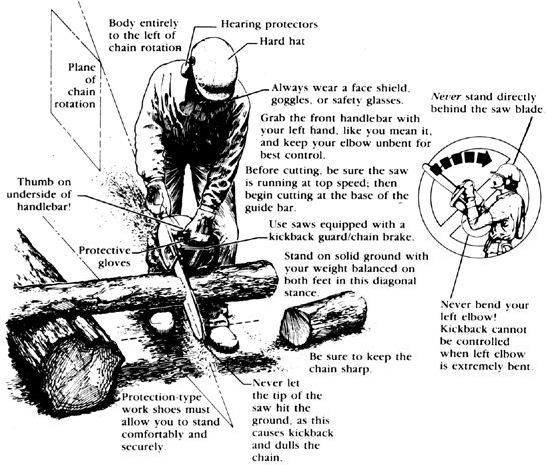 Body entirely
to the left of
chain rotation
Hearing protectors
Hard hat
Plane
of
chain
rotation
Always wear a face shield,
goggles, or safety glasses.
Grab the front handlebar with
your left hand, like you mean it,
and keep your elbow unbent for
best control.
Before cutting, be sure the saw
is running at top speed; then
begin cutting at the base of the
guide bar.
Never stand directly
behind the saw blade.
Thumb on
underside of
handlebar!
Use saws equipped with a
kickback guard/chain brake.
Protective
gloves
Stand on solid ground with
your weight balanced on
both feet in this diagonal
stance.
Never bend your
left elbow!
Kickback cannot
be controlled
when left elbow
is extremely bent.
Be sure to keep the
chain sharp.
Protection-type
work shoes must
allow you to stand
comfortably and
securely.
Never let
the tip of the
saw hit the
ground, as this
causes kickback
and dulls the
chain.